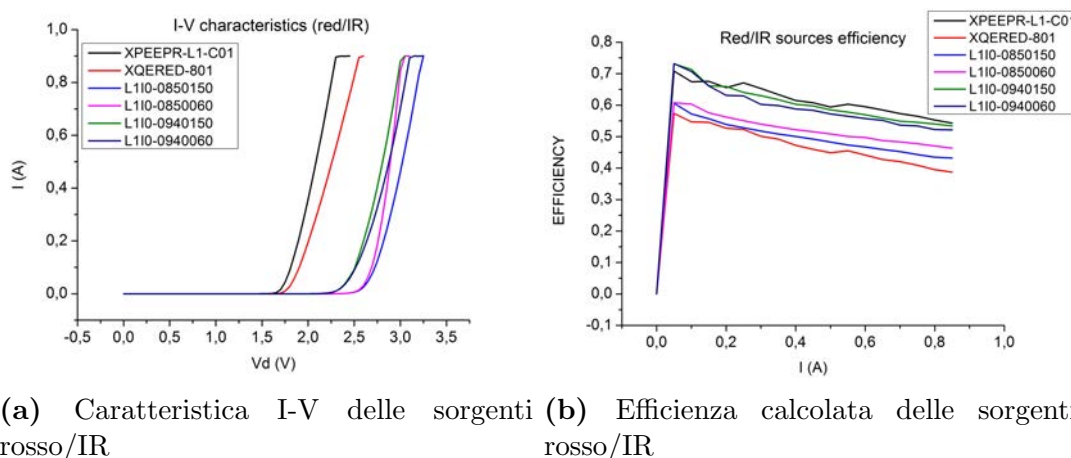 I-V characteristics (red/IR)
XPEEPR-L1-C01
XQERED-801
L1I0-0850150
L1I0-0850060
L1I0-0940150
L1I0-0940060
1,0
0,8
0,6
0,4
0,2
0,0
I (A)
-0,5 0,0 0,5 1,0 1,5 2,0 2,5 3,0 3,5
Vd (V)
Red/IR sources efficiency
XPEEPR-L1-C01
XQERED-801
L1I0-0850150
L1I0-0850060
L1I0-0940150
L1I0-0940060
0,8
0,7
0,6
0,5
0,4
0,3
0,2
0,1
0,0
-0,1
EFFICIENCY
0,0 0,2 0,4 0,6 0,8 1,0
I (A)
(a) Caratteristica I-V delle sorgenti
rosso/IR
(b) Efficienza calcolata delle sorgenti
rosso/IR